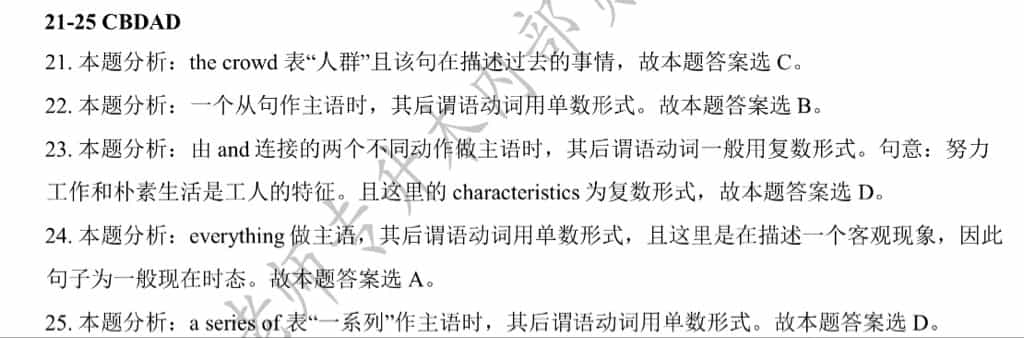 21-25 CBDAD
21. 本题分析：the crowd 表“人群”且该句在描述过去的事情，故本题答案选 C。
22. 本题分析：一个从句作主语时，其后谓语动词用单数形式。故本题答案选 B。
23. 本题分析：由 and 连接的两个不同动作做主语时，其后谓语动词一般用复数形式。句意：努力
工作和朴素生活是工人的特征。且这里的 characteristics 为复数形式，故本题答案选 D。
24. 本题分析：everything 做主语，其后谓语动词用单数形式，且这里是在描述一个客观现象，因此
句子为一般现在时态。故本题答案选 A。
25. 本题分析：a series of 表“一系列”作主语时，其后谓语动词用单数形式。故本题答案选 D。
老师专升本内部